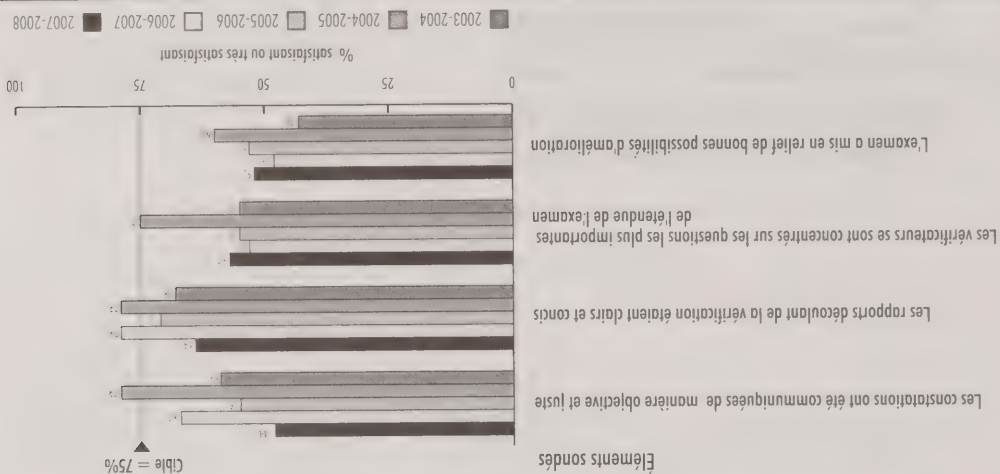 Éléments sondés
Cible = 75%
Les constatations ont été communiquées de manière objective et juste
Les rapports découlant de la vérification étaient clairs et concis
Les vérificateurs se sont concentrés sur les questions les plus importantes
de l'étendue de l'examen
L'examen a mis en relief de bonnes possibilités d'amélioration
0 25 50 75 100
% satisfaisant ou très satisfaisant
2003-2004 2004-2005 2005-2006 2006-2007 2007-2008